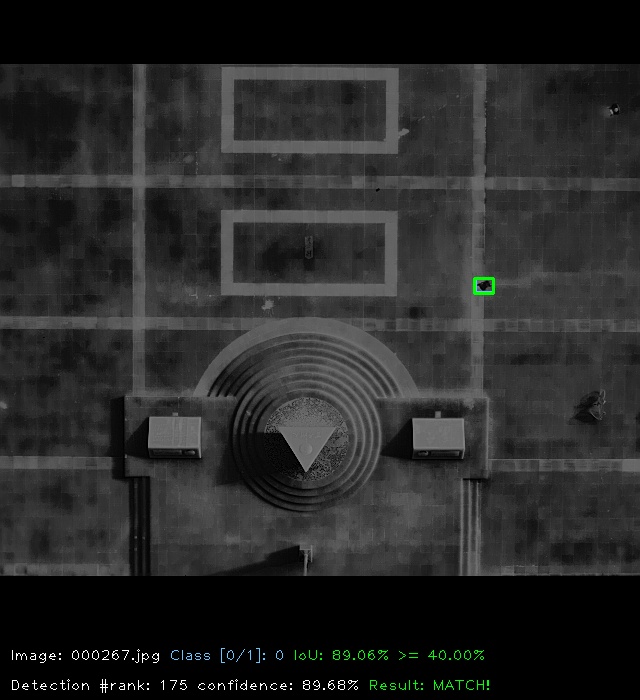 Image: 000267.jpg Class [0/1]: 0 IoU: 89.06% >= 40.00%
Detection #rank: 175 confidence: 89.68% Result: MATCH!